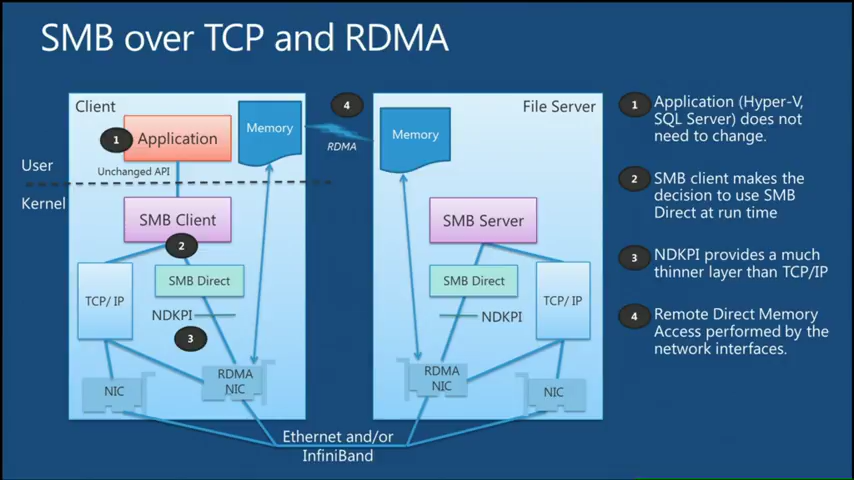 SMB over TCP and RDMA
Client
1
Application
Unchanged API
Memory
4
RDMA
File Server
Memory
User
Kernel
SMB Client
2
SMB Server
TCP/ IP
SMB Direct
NDKPI
3
SMB Direct
NDKPI
TCP/ IP
NIC
RDMA
NIC
RDMA
NIC
NIC
Ethernet and/or
InfiniBand
1 Application (Hyper-V,
SQL Server) does not
need to change.
2 SMB client makes the
decision to use SMB
Direct at run time
3 NDKPI provides a much
thinner layer than TCP/IP
4 Remote Direct Memory
Access performed by the
network interfaces.